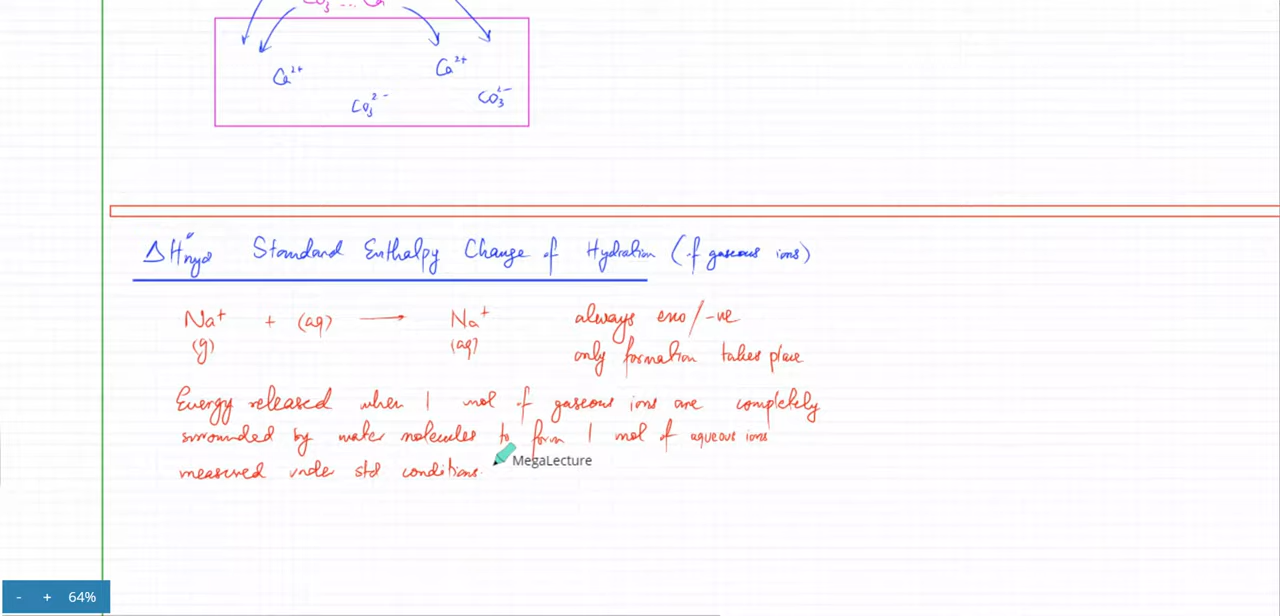 CO3 ... Ca
Ca²⁺ Ca²⁺
CO3²⁻ CO3²⁻
ΔH°hyd Standard Enthalpy Change of Hydration (of gaseous ions)
Na⁺ + (aq) → Na⁺ always exo/-ve
(g) (aq) only formation takes place
Energy released when 1 mol of gaseous ions are completely
surrounded by water molecules to form 1 mol of aqueous ions
MegaLecture
measured under std conditions.
- + 64%